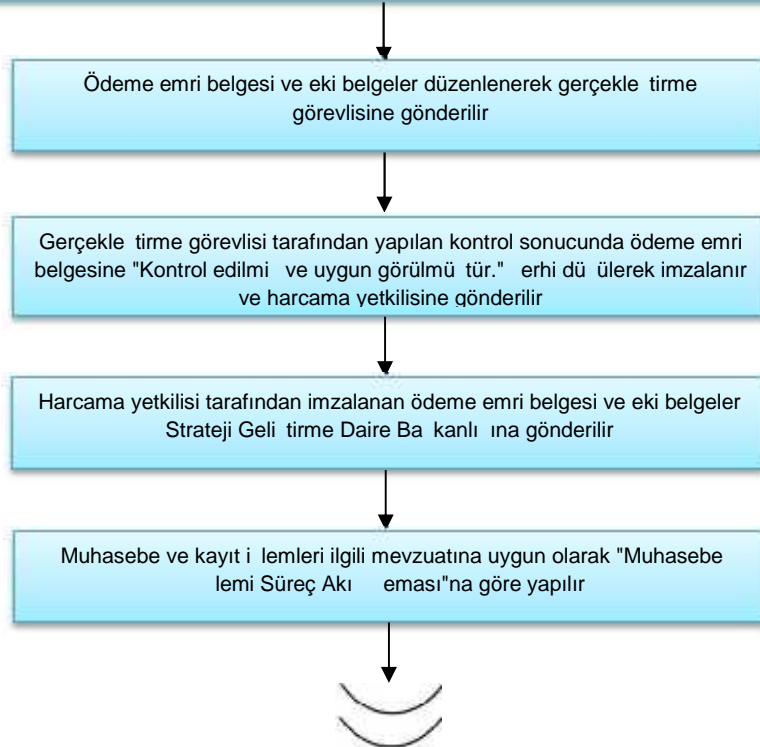 Ödeme emri belgesi ve eki belgeler düzenlenerek gerçekle tirme
görevlisine gönderilir
Gerçekle tirme görevlisi tarafından yapılan kontrol sonucunda ödeme emri
belgesine "Kontrol edilmi ve uygun görülmü tür." erhi dü ülerek imzalanır
ve harcama yetkilisine gönderilir
Harcama yetkilisi tarafından imzalanan ödeme emri belgesi ve eki belgeler
Strateji Geli tirme Daire Ba kanlı ına gönderilir
Muhasebe ve kayıt i lemleri ilgili mevzuatına uygun olarak "Muhasebe
lemi Süreç Akı eması"na göre yapılır